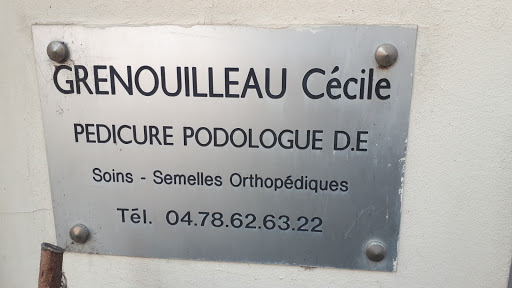 GRENOUILLEAU Cécile
PEDICURE PODOLOGUE D.E
Soins - Semelles Orthopédiques
Tél. 04.78.62.63.22